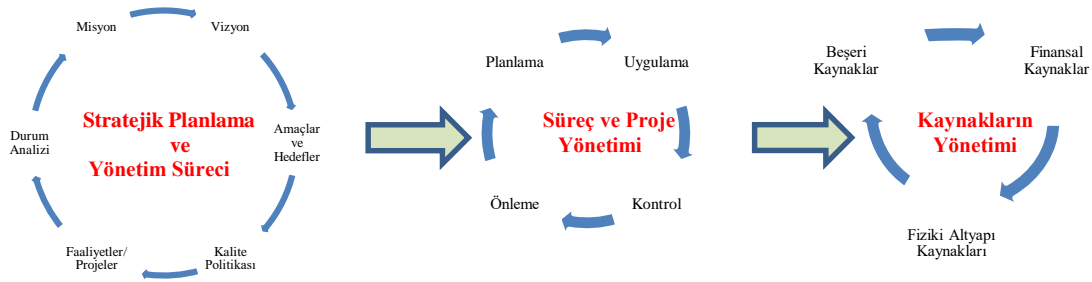 Misyon
Vizyon
Durum
Analizi
Stratejik Planlama
ve
Yönetim Süreci
Amaçlar
ve
Hedefler
Faaliyetler/
Projeler
Kalite
Politikası
Planlama
Uygulama
Süreç ve Proje
Yönetimi
Önleme
Kontrol
Beşeri
Kaynaklar
Finansal
Kaynaklar
Kaynakların
Yönetimi
Fiziki Altyapı
Kaynakları